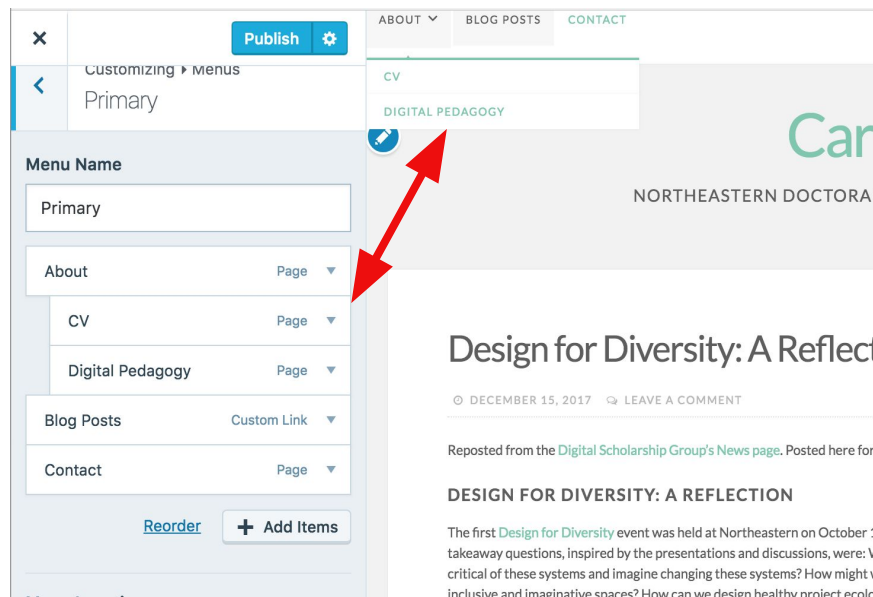 Publish
Customizing ▸ Menus
Primary
Menu Name
Primary
About Page
CV Page
Digital Pedagogy Page
Blog Posts Custom Link
Contact Page
Reorder
Add Items
ABOUT BLOG POSTS CONTACT
CV
DIGITAL PEDAGOGY
Car
NORTHEASTERN DOCTORA
Design for Diversity: A Reflect
DECEMBER 15, 2017 LEAVE A COMMENT
Reposted from the Digital Scholarship Group's News page. Posted here for
DESIGN FOR DIVERSITY: A REFLECTION
The first Design for Diversity event was held at Northeastern on October 1
takeaway questions, inspired by the presentations and discussions, were: W
critical of these systems and imagine changing these systems? How might
inclusive and imaginative spaces? How can we design healthy project